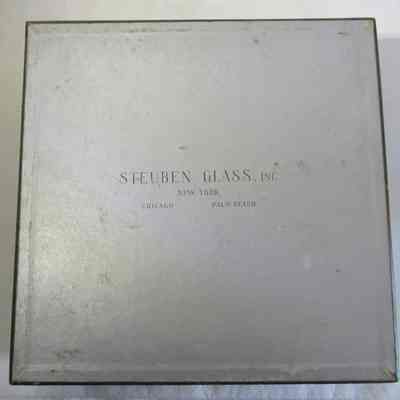 STEUBEN GLASS, INC.
NEW YORK
CHICAGO PALM BEACH